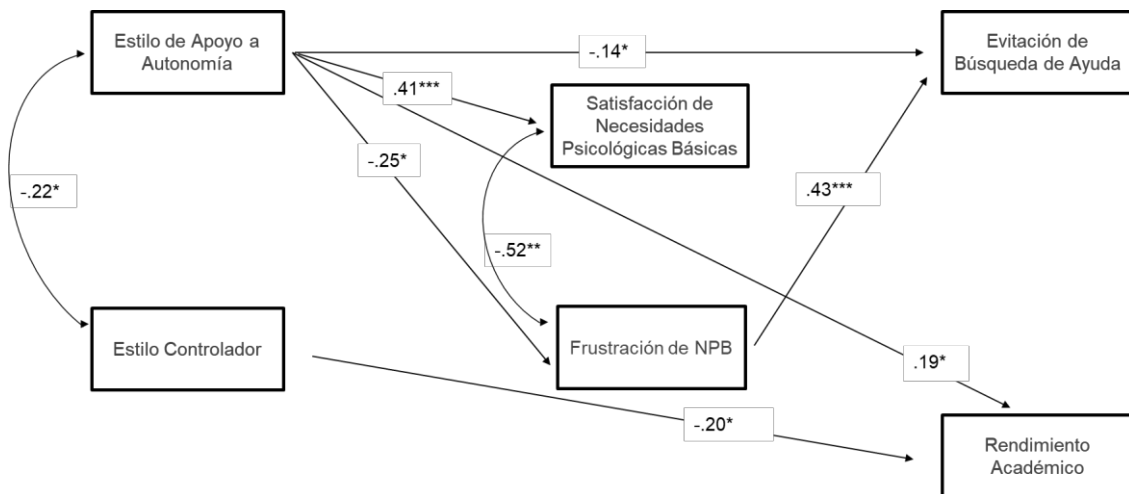 Estilo de Apoyo a
Autonomía
-.14*
Evitación de
Búsqueda de Ayuda
.41***
Satisfacción de
Necesidades
Psicológicas Básicas
-.25*
-.22*
.43***
-.52**
Estilo Controlador
Frustración de NPB
.19*
-.20*
Rendimiento
Académico